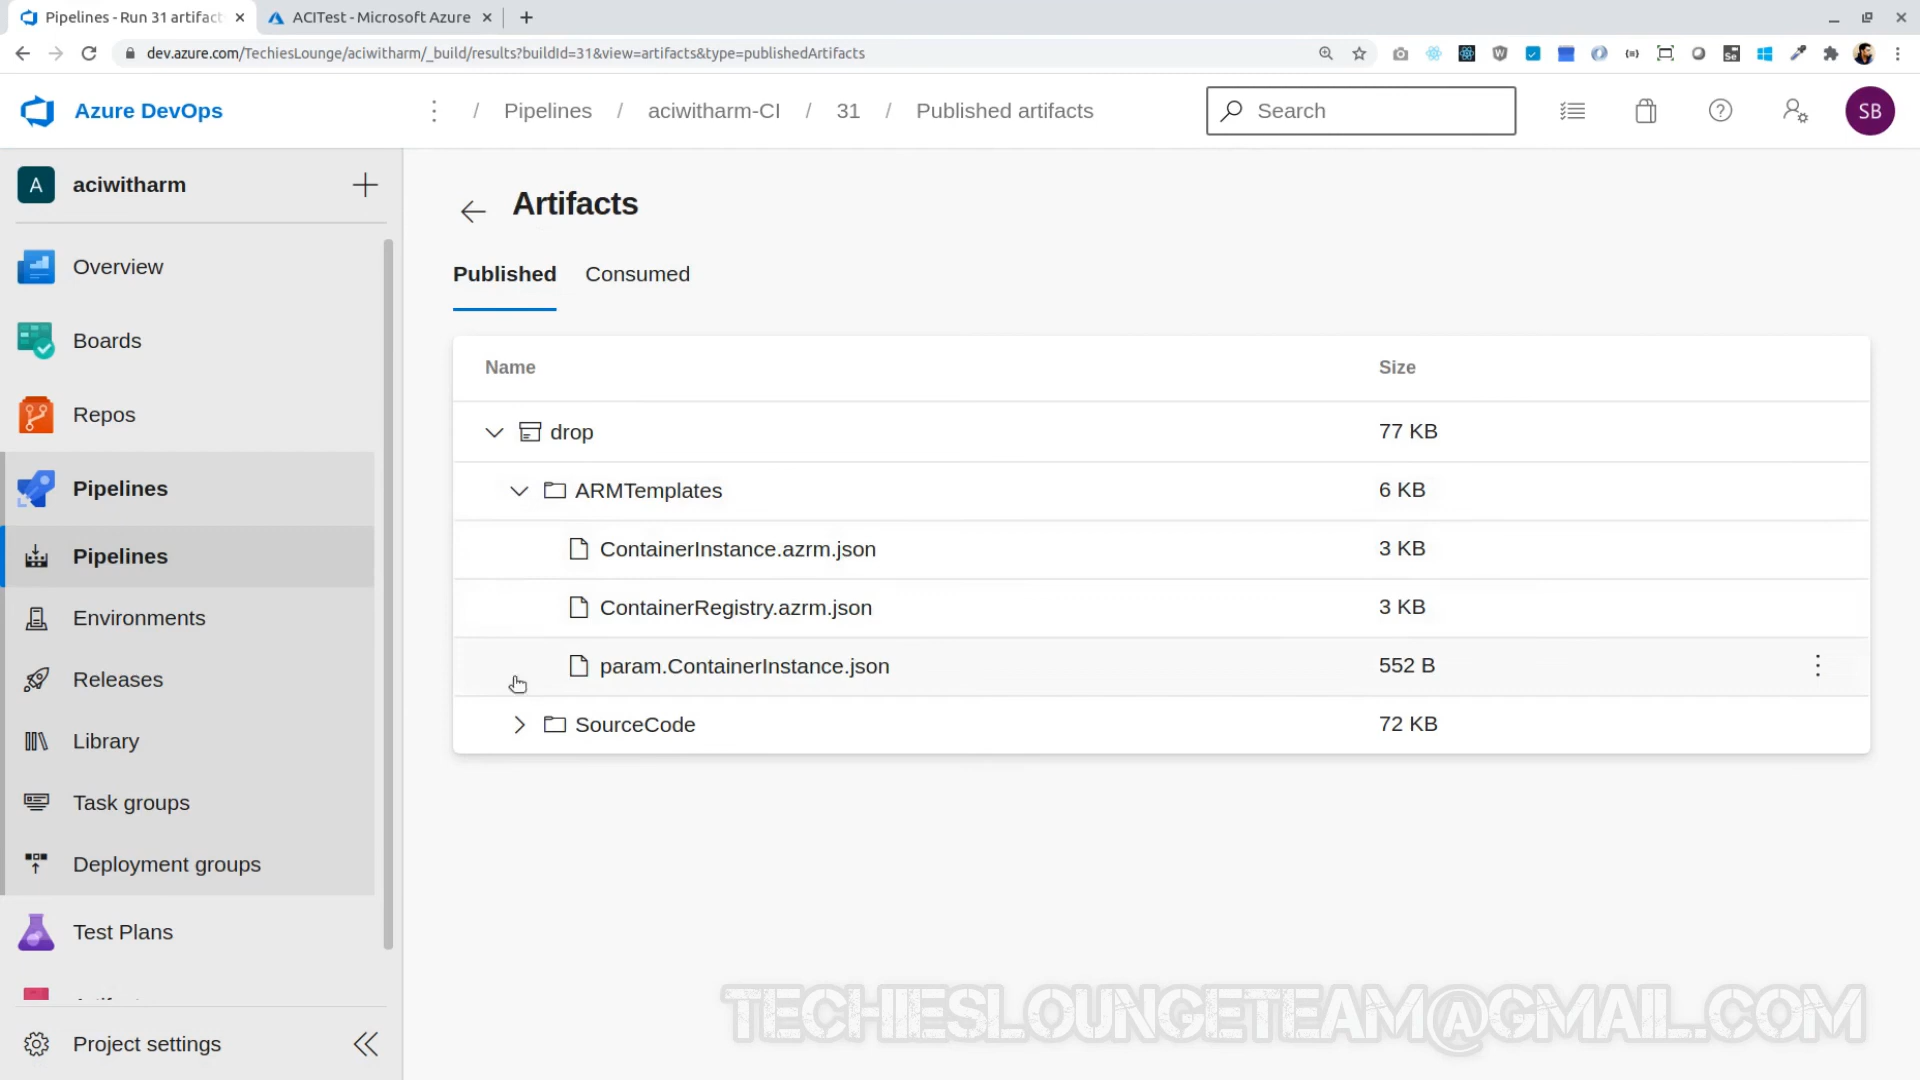 Pipelines - Run 31 artifact
ACITest - Microsoft Azure
dev.azure.com/TechiesLounge/aciwitharm/_build/results?buildId=31&view=artifacts&type=publishedArtifacts
Azure DevOps
/ Pipelines / aciwitharm-CI / 31 / Published artifacts
Search
SB
A
aciwitharm
Overview
Boards
Repos
Pipelines
Pipelines
Environments
Releases
Library
Task groups
Deployment groups
Test Plans
Project settings
Artifacts
Published
Consumed
Name
Size
drop
77 KB
ARMTemplates
6 KB
ContainerInstance.azrm.json
3 KB
ContainerRegistry.azrm.json
3 KB
param.ContainerInstance.json
552 B
SourceCode
72 KB
TECHIESLOUNGETEAM@GMAIL.COM